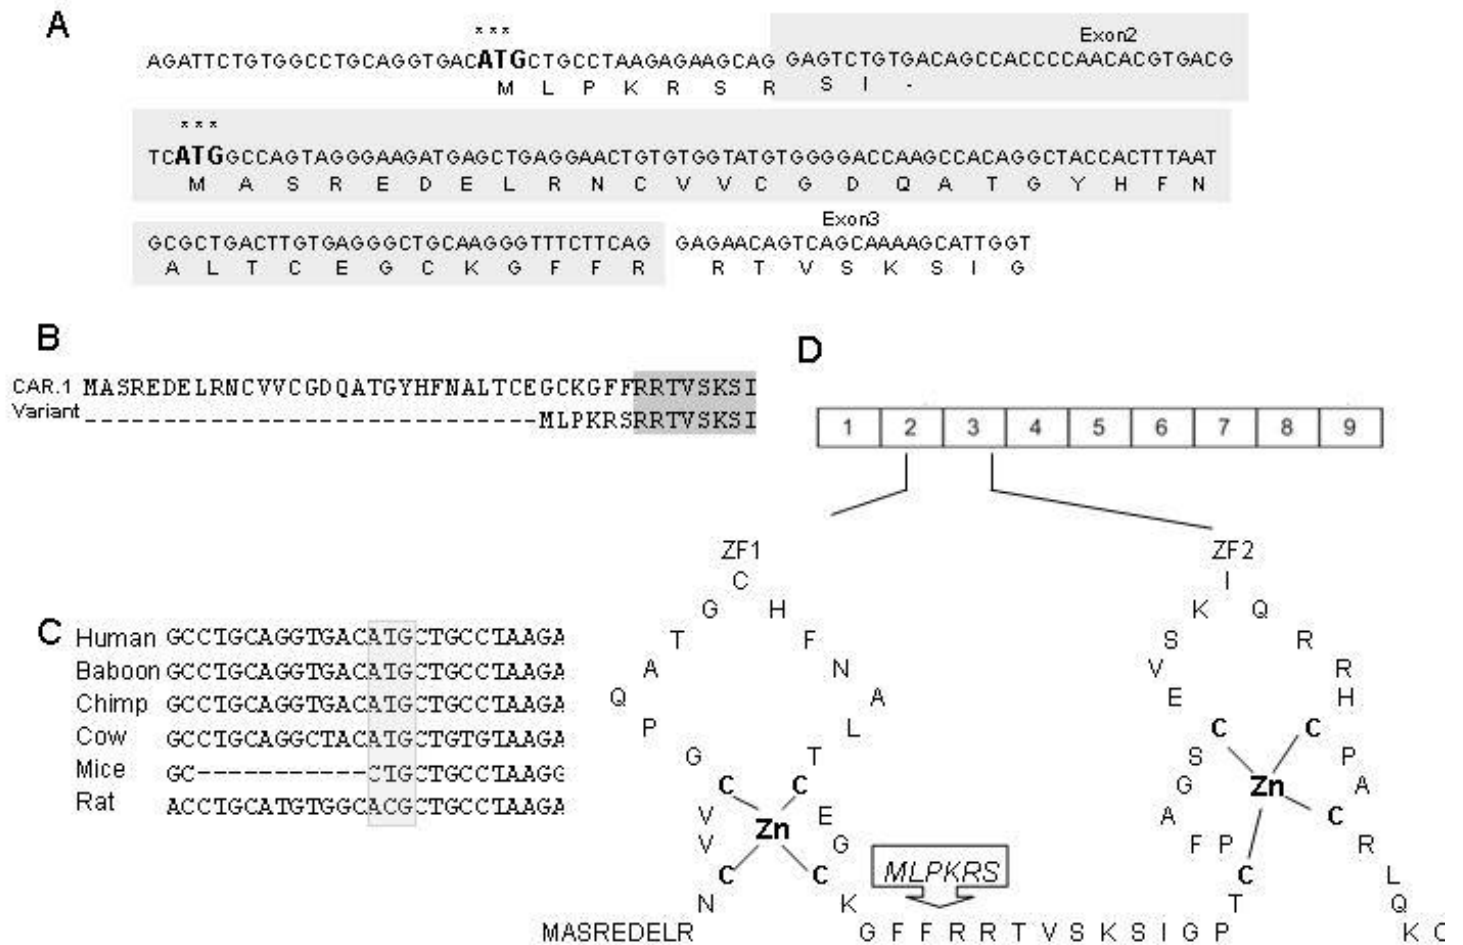 A
* * *
Exon2
AGATTCTGTGGCCTGCAGGTGACATGCTGCCTAAGAGAAGCAG GAGTCTGTGACAGCCACCCCAACACGTGACG
M L P K R S R S I -
* * *
TCATGGCCAGTAGGGAAGATGAGCTGAGGAACTGTGTGGTATGTGGGGACCAAGCCACAGGCTACCACTTTAAT
M A S R E D E L R N C V V C G D Q A T G Y H F N
Exon3
GCGCTGACTTGTGAGGGCTGCAAGGGTTTCTTCAG GAGAACAGTCAGCAAAAGCATTGGT
A L T C E G C K G F F R R T V S K S I G
B
CAR.1 MASREDELRNCVVCGDQATGYHFNALTCEGCKGFFRRTVSKSI
Variant -----------------------------MLPKRSRRTVSKSI
D
1 2 3 4 5 6 7 8 9
C
Human GCCTGCAGGTGACATGCTGCCTAAGA
Baboon GCCTGCAGGTGACATGCTGCCTAAGA
Chimp GCCTGCAGGTGACATGCTGCCTAAGA
Cow GCCTGCAGGCTACATGCTGTGTAAGA
Mice GC-----------CTGCTGCCTAAGG
Rat ACCTGCATGTGGCACGCTGCCTAAGA
ZF1 ZF2
C I
G H K Q
T F S R
A N V R
Q A E H
P L C C
G T S P
C C G Zn A
V E A C
Zn
V G F P R
C C MLPKRS C L
N K T Q
MASREDELR G F F R R T V S K S I G P K C